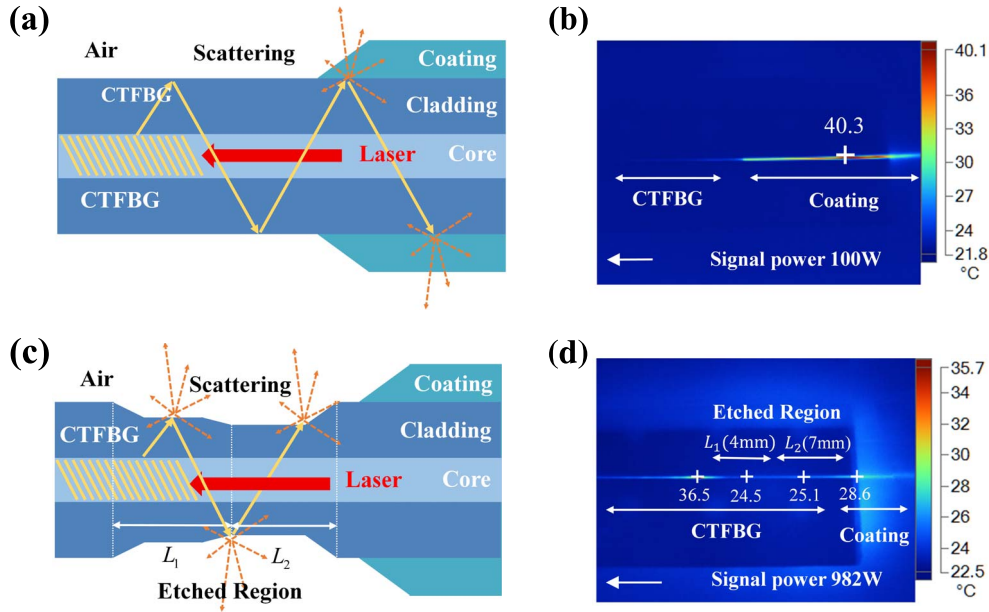 (a)
Air
Scattering
Coating
CTFBG
Cladding
Laser
Core
CTFBG
(b)
40.1
36
33
30
27
24
21.8
°C
40.3
CTFBG
Coating
Signal power 100W
(c)
Air
Scattering
Coating
CTFBG
Cladding
Laser
Core
L1
L2
Etched Region
(d)
35.7
34
32
30
28
26
24
22.5
°C
Etched Region
L1(4mm)
L2(7mm)
36.5
24.5
25.1
28.6
CTFBG
Coating
Signal power 982W